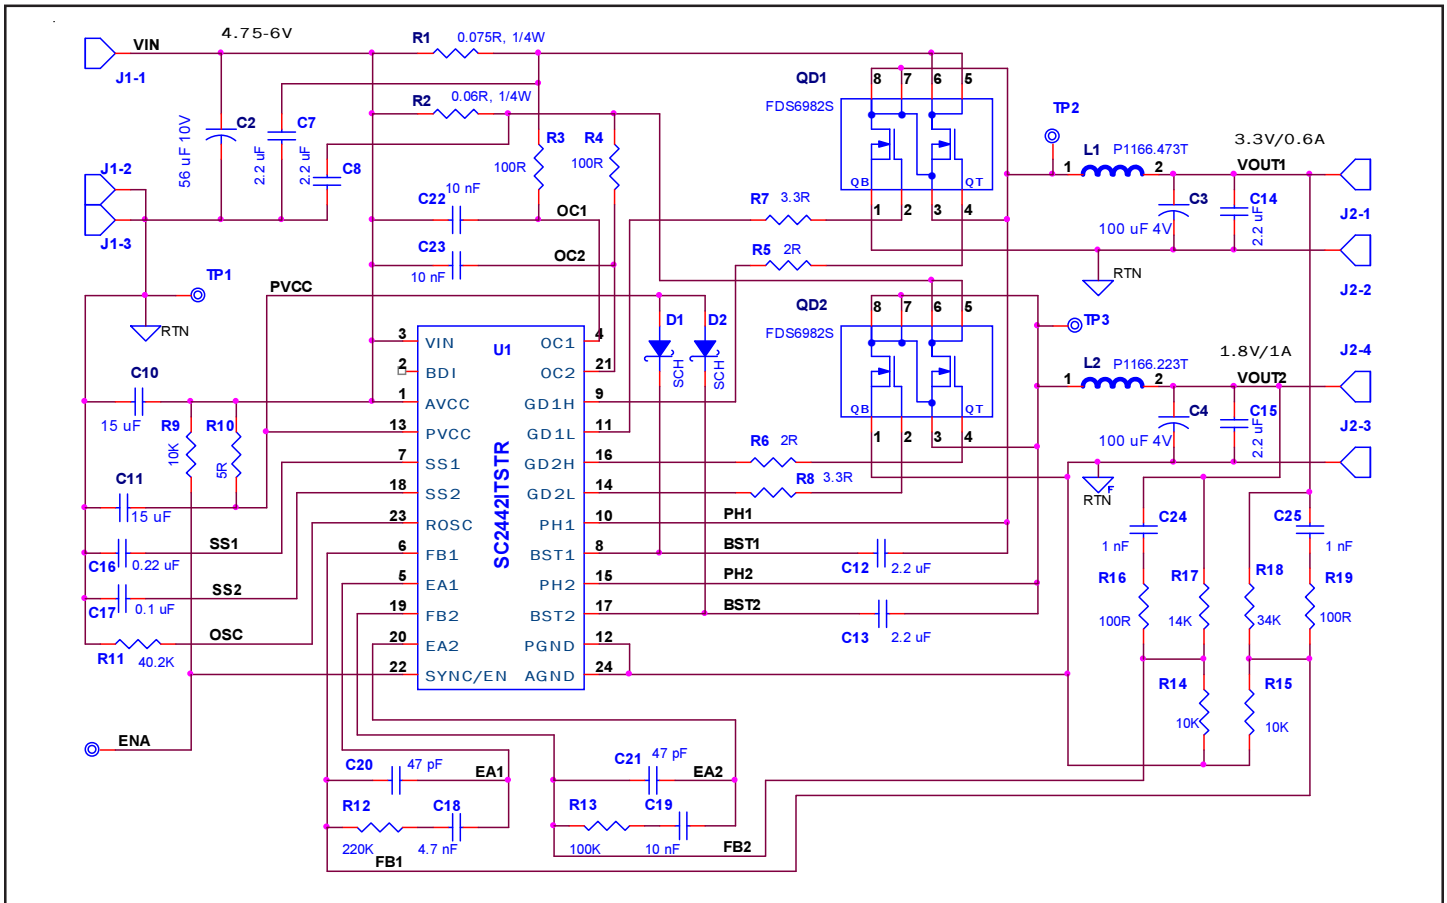 4.75-6V
VIN
J1-1
R1 0.075R, 1/4W
R2 0.06R, 1/4W
C2
56 uF 10V
C7
2.2 uF
C8
2.2 uF
R3
100R
R4
100R
J1-2
J1-3
10 nF
C22
OC1
C23
10 nF
OC2
TP1
RTN
PVCC
QD1
FDS6982S
8 7 6 5
QB QT
1 2 3 4
TP2
L1 P1166.473T
1 2
3.3V/0.6A
VOUT1
C3
100 uF 4V
C14
2.2 uF
J2-1
J2-2
RTN
R7 3.3R
R5 2R
QD2
FDS6982S
8 7 6 5
QB QT
1 2 3 4
TP3
L2 P1166.223T
1 2
1.8V/1A
VOUT2
J2-4
J2-3
C4
100 uF 4V
C15
2.2 uF
RTN
F
R6 2R
R8 3.3R
D1
SCH
D2
SCH
U1
SC2442ITSTR
3 VIN
2 BDI
1 AVCC
13 PVCC
7 SS1
18 SS2
23 ROSC
6 FB1
5 EA1
19 FB2
20 EA2
22 SYNC/EN
OC1 4
OC2 21
GD1H 9
GD1L 11
GD2H 16
GD2L 14
PH1 10
BST1 8
PH2 15
BST2 17
PGND 12
AGND 24
C10
15 uF
R9
10K
R10
5R
C11
15 uF
C16 0.22 uF
SS1
C17 0.1 uF
SS2
R11 40.2K
OSC
ENA
PH1
BST1
C12 2.2 uF
PH2
BST2
C13 2.2 uF
C24
1 nF
C25
1 nF
R16
100R
R17
14K
R18
34K
R19
100R
R14
10K
R15
10K
C20 47 pF
EA1
R12
220K
C18
4.7 nF
FB1
C21 47 pF
EA2
R13
100K
C19
10 nF
FB2